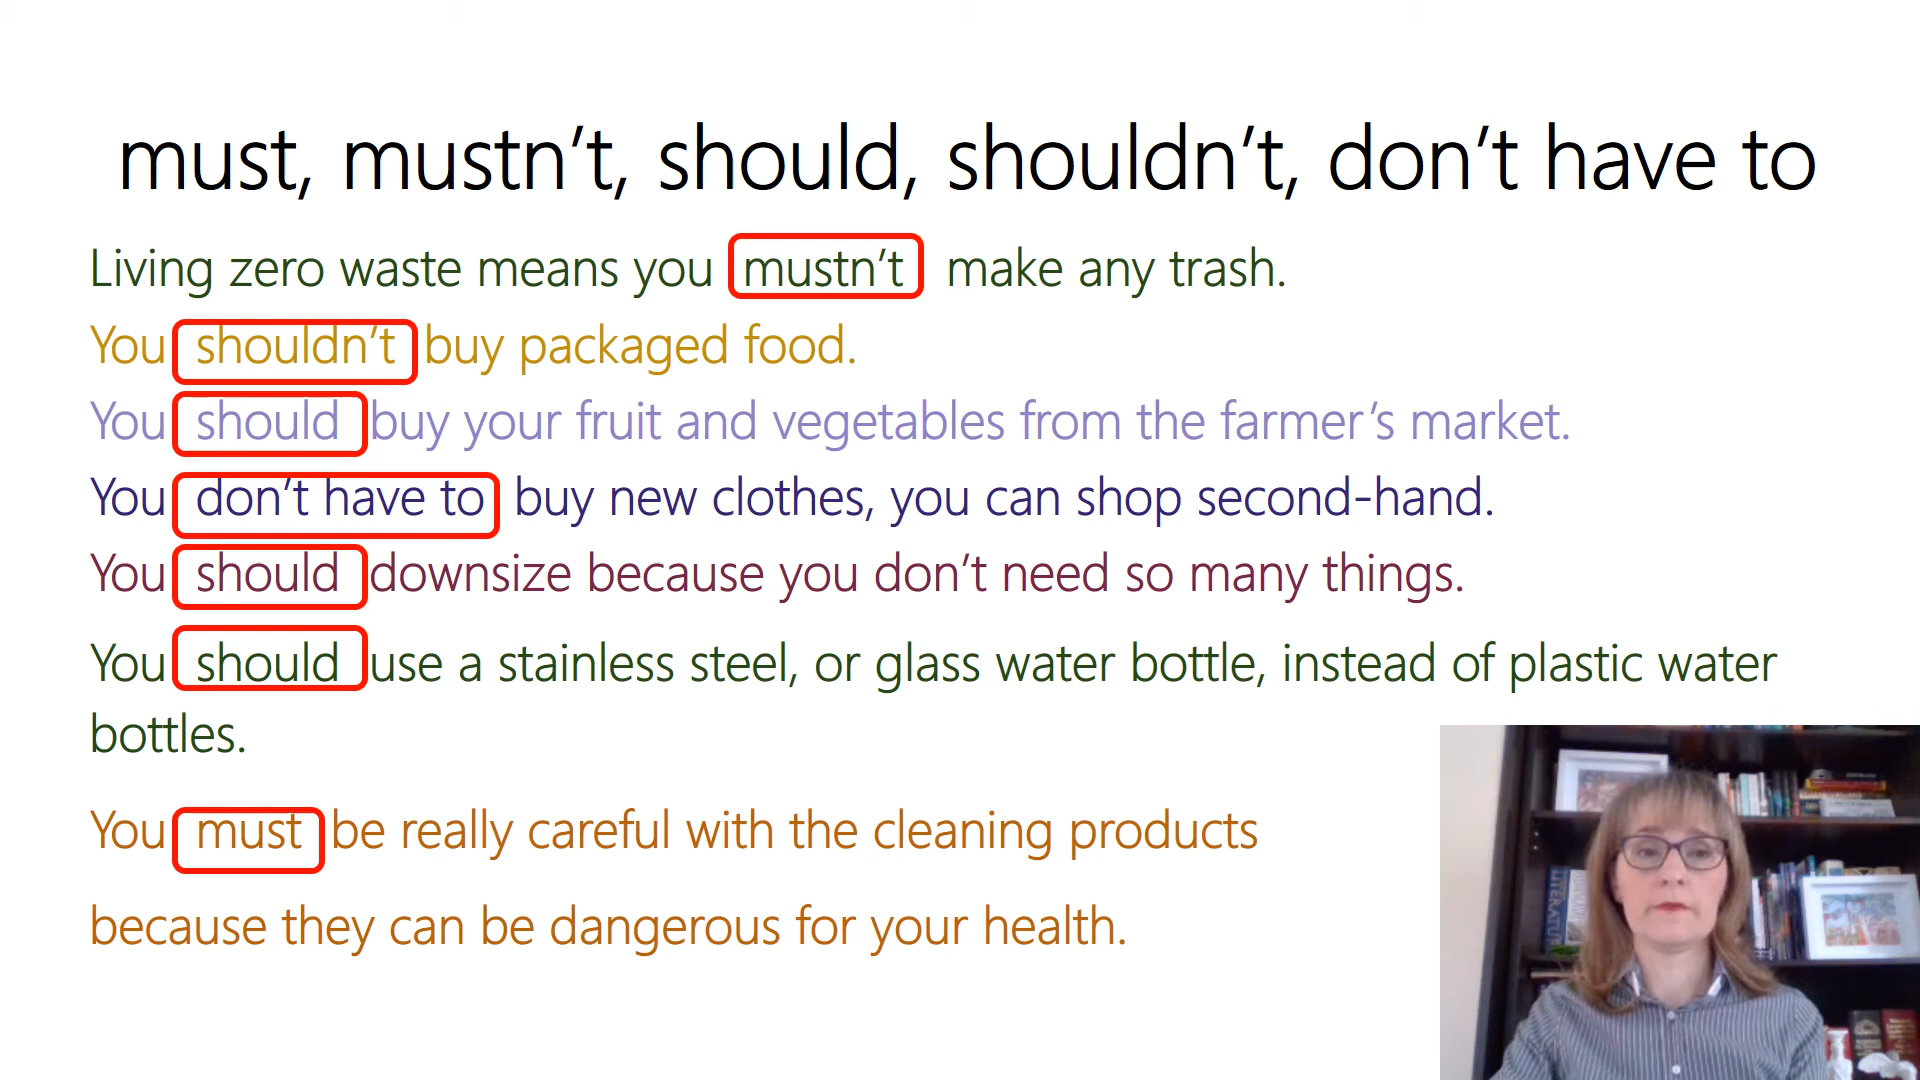 must, mustn't, should, shouldn't, don't have to
Living zero waste means you mustn't make any trash.
You shouldn't buy packaged food.
You should buy your fruit and vegetables from the farmer's market.
You don't have to buy new clothes, you can shop second-hand.
You should downsize because you don't need so many things.
You should use a stainless steel, or glass water bottle, instead of plastic water
bottles.
You must be really careful with the cleaning products
because they can be dangerous for your health.